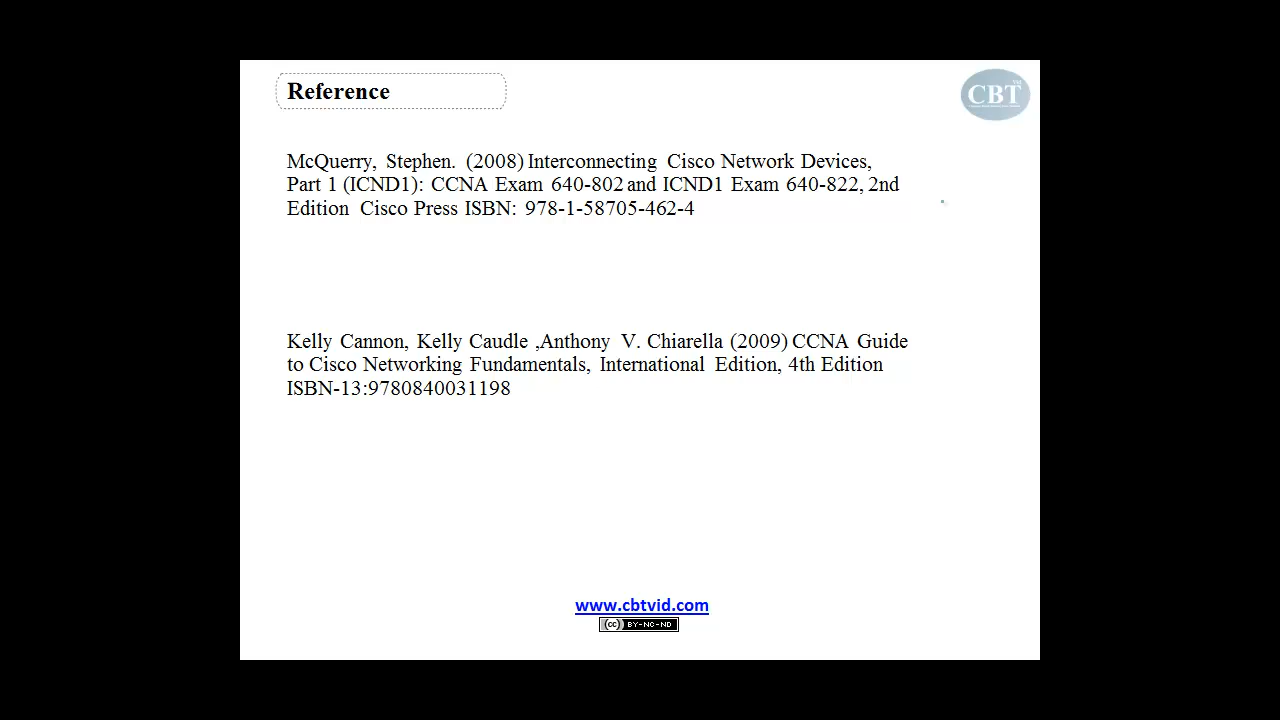 Reference
CBT
TM
McQuerry, Stephen. (2008) Interconnecting Cisco Network Devices,
Part 1 (ICND1): CCNA Exam 640-802 and ICND1 Exam 640-822, 2nd
Edition Cisco Press ISBN: 978-1-58705-462-4
Kelly Cannon, Kelly Caudle ,Anthony V. Chiarella (2009) CCNA Guide
to Cisco Networking Fundamentals, International Edition, 4th Edition
ISBN-13:9780840031198
www.cbtvid.com
cc BY-NC-ND